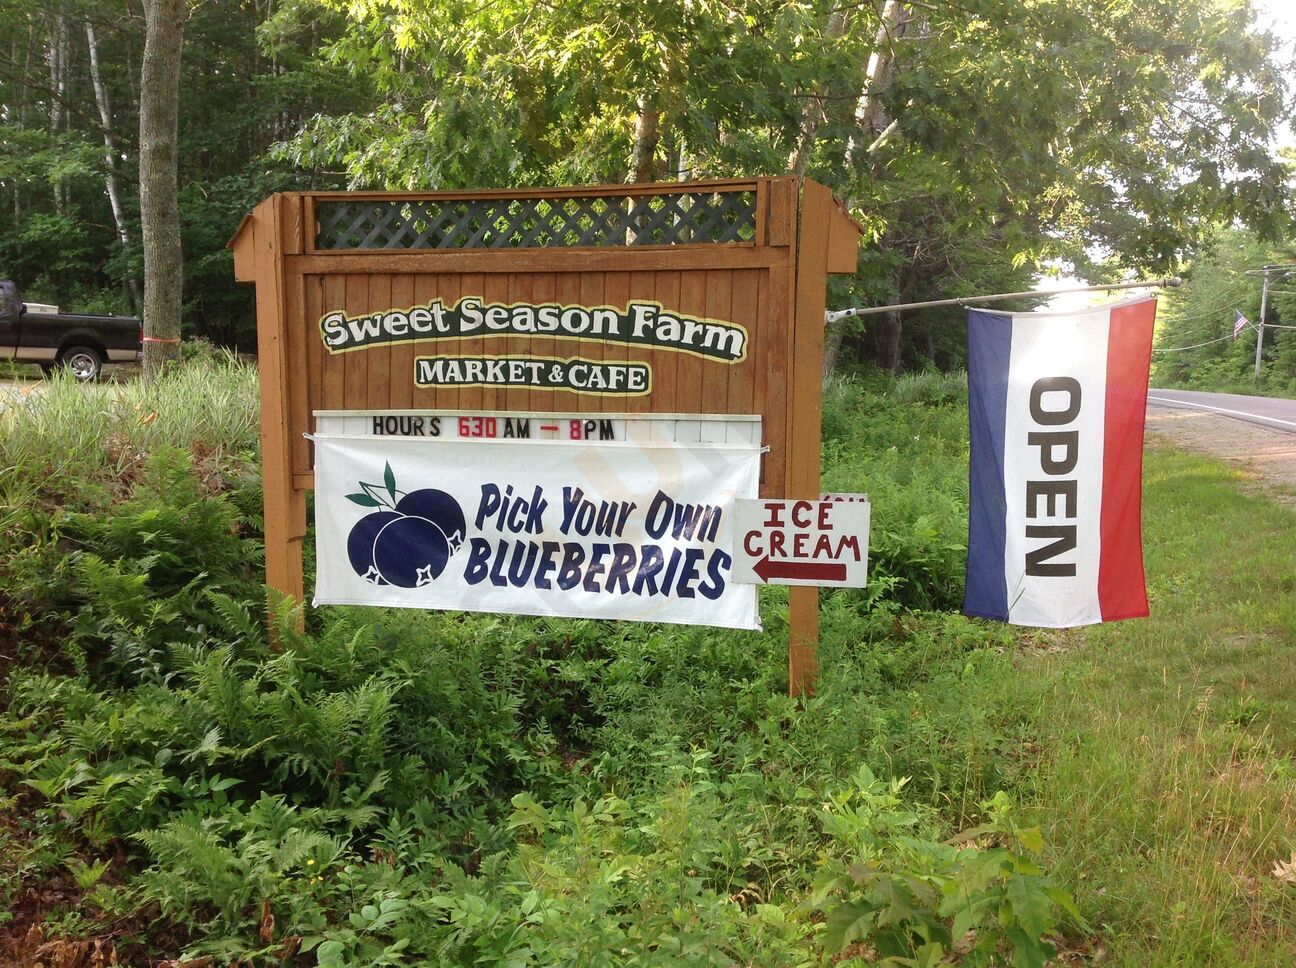 Sweet Season Farm
MARKET & CAFE
HOURS 630 AM - 8PM
Pick Your Own
BLUEBERRIES
ICE
CREAM
OPEN